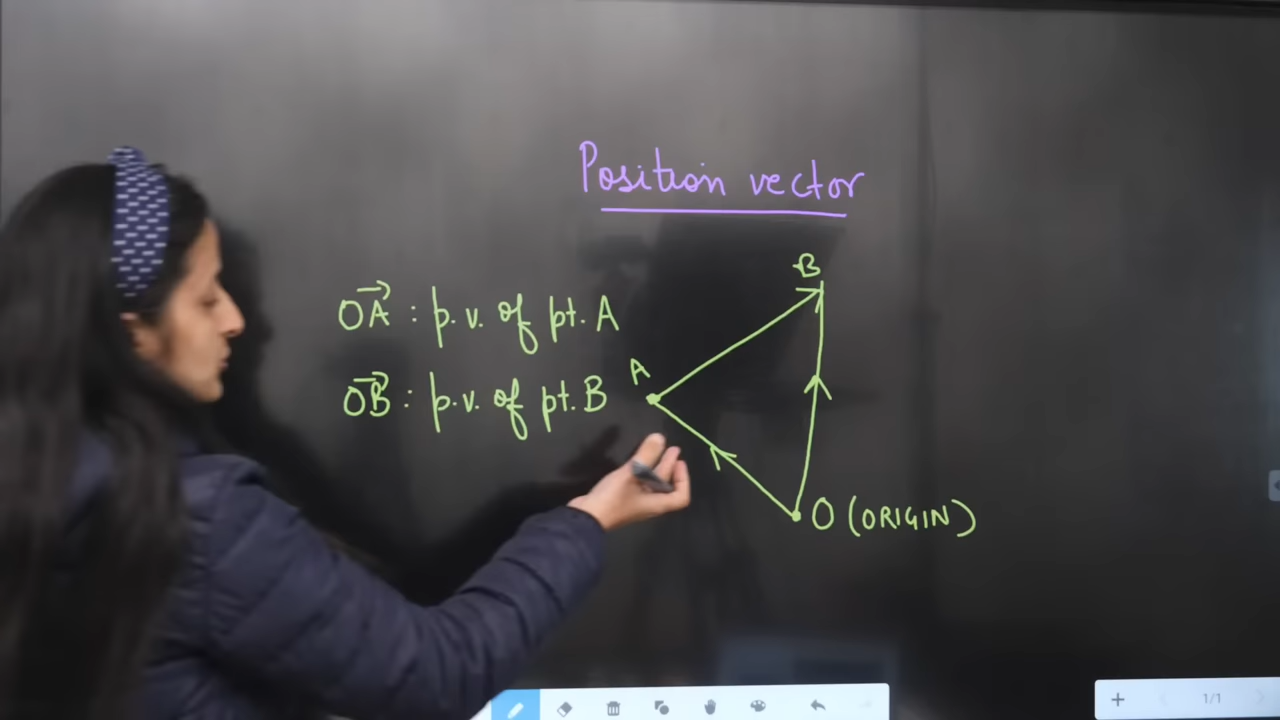 Position vector
B
OA : p.v. of pt. A
A
OB : p.v. of pt. B
O (ORIGIN)
1/1